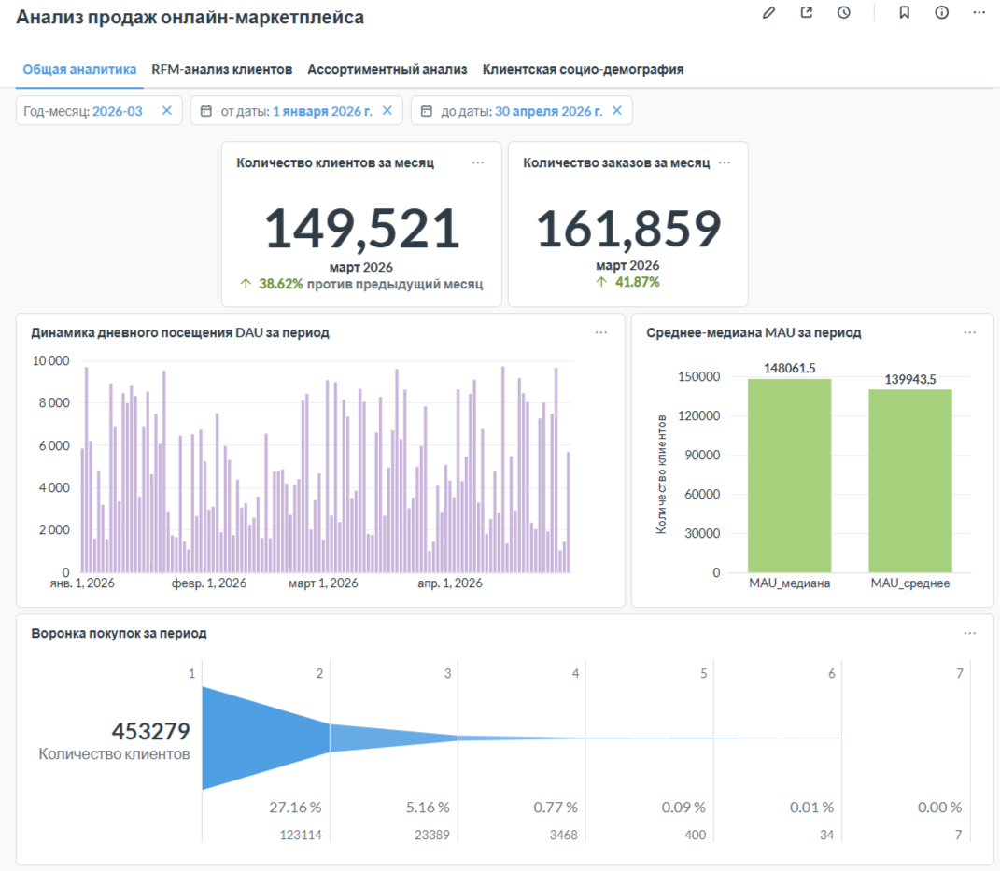 Анализ продаж онлайн-маркетплейса
Общая аналитика RFM-анализ клиентов Ассортиментный анализ Клиентская социо-демография
Год-месяц: 2026-03 от даты: 1 января 2026 г. до даты: 30 апреля 2026 г.
Количество клиентов за месяц
149,521
март 2026
38.62% против предыдущий месяц
Количество заказов за месяц
161,859
март 2026
41.87%
Динамика дневного посещения DAU за период
10 000
8 000
6 000
4 000
2 000
0
янв. 1, 2026 февр. 1, 2026 март 1, 2026 апр. 1, 2026
Среднее-медиана MAU за период
Количество клиентов
150000
120000
90000
60000
30000
0
148061.5 139943.5
MAU_медиана MAU_среднее
Воронка покупок за период
1 2 3 4 5 6 7
453279
Количество клиентов
27.16 % 5.16 % 0.77 % 0.09 % 0.01 % 0.00 %
123114 23389 3468 400 34 7